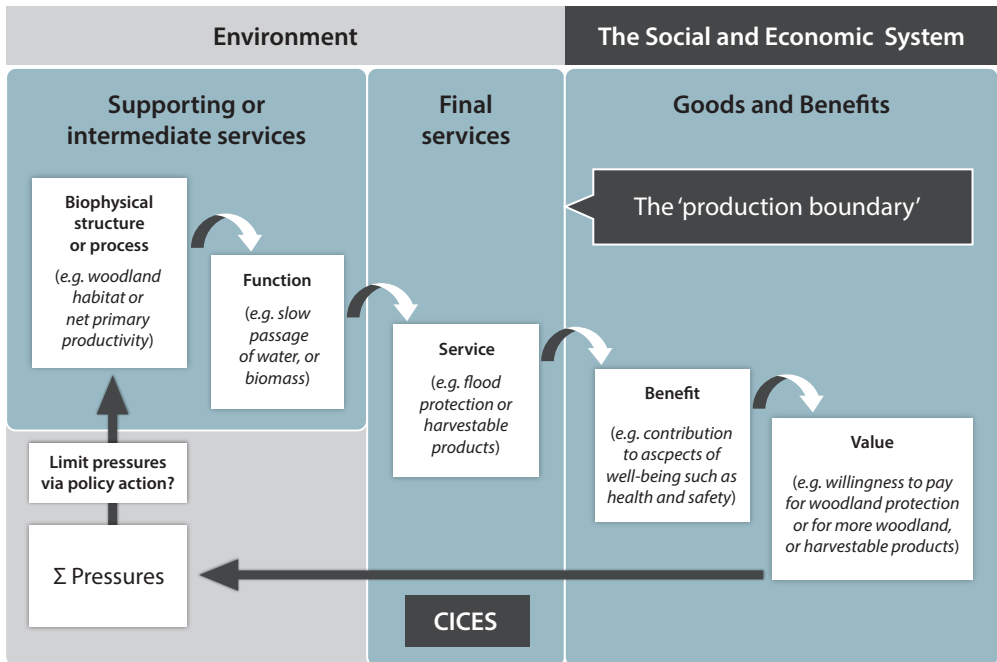 Environment
The Social and Economic System
Supporting or
intermediate services
Final
services
Goods and Benefits
The 'production boundary'
Biophysical
structure
or process
(e.g. woodland
habitat or
net primary
productivity)
Function
(e.g. slow
passage
of water, or
biomass)
Service
(e.g. flood
protection or
harvestable
products)
Benefit
(e.g. contribution
to ascpects of
well-being such as
health and safety)
Value
(e.g. willingness to pay
for woodland protection
or for more woodland,
or harvestable products)
Limit pressures
via policy action?
Σ Pressures
CICES